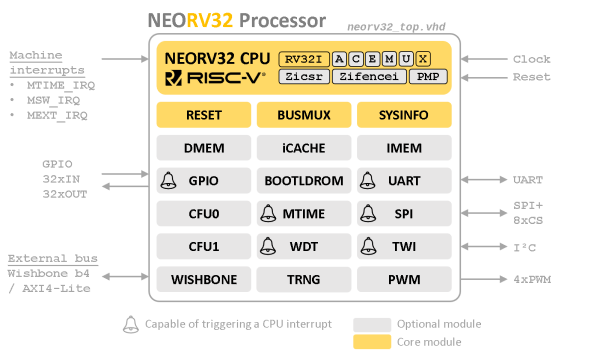 NEORV32 Processor
neorv32_top.vhd
Machine
interrupts
• MTIME_IRQ
• MSW_IRQ
• MEXT_IRQ
NEORV32 CPU
RV32I A C E M U X
RISC-V®
Zicsr Zifencei PMP
Clock
Reset
RESET BUSMUX SYSINFO
DMEM iCACHE IMEM
GPIO BOOTLDROM UART
CFU0 MTIME SPI
CFU1 WDT TWI
WISHBONE TRNG PWM
GPIO
32xIN
32xOUT
External bus
Wishbone b4
/ AXI4-Lite
UART
SPI+
8xCS
I²C
4xPWM
Capable of triggering a CPU interrupt
Optional module
Core module